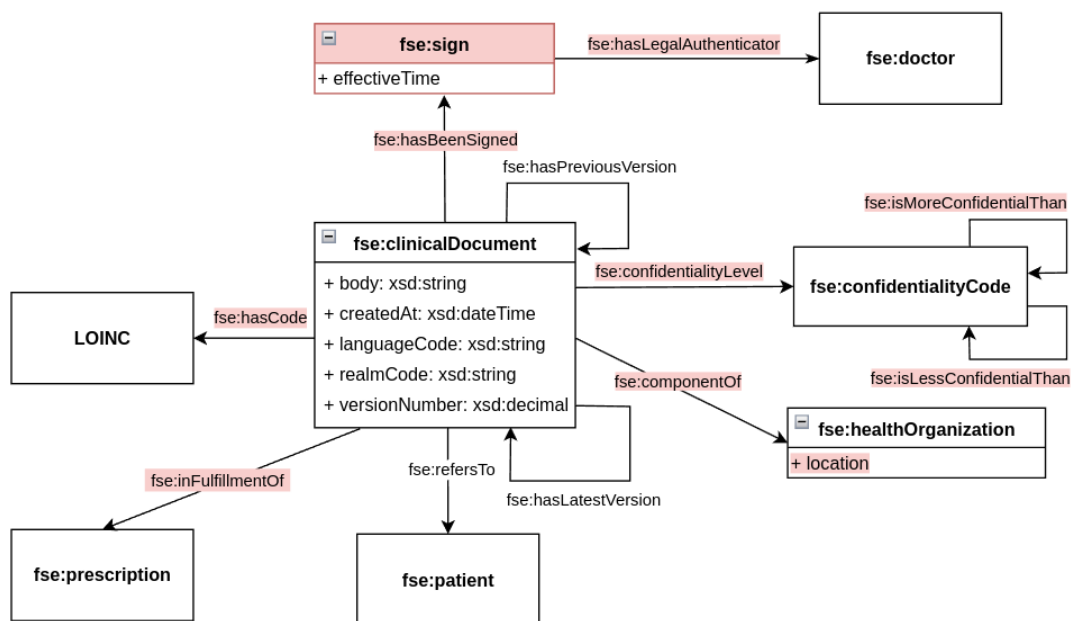 fse:sign
+ effectiveTime
fse:hasLegalAuthenticator
fse:doctor
fse:hasBeenSigned
fse:hasPreviousVersion
fse:isMoreConfidentialThan
fse:clinicalDocument
+ body: xsd:string
+ createdAt: xsd:dateTime
+ languageCode: xsd:string
+ realmCode: xsd:string
+ versionNumber: xsd:decimal
fse:confidentialityLevel
fse:confidentialityCode
fse:hasCode
LOINC
fse:isLessConfidentialThan
fse:componentOf
fse:healthOrganization
+ location
fse:refersTo
fse:inFulfillmentOf
fse:hasLatestVersion
fse:prescription
fse:patient